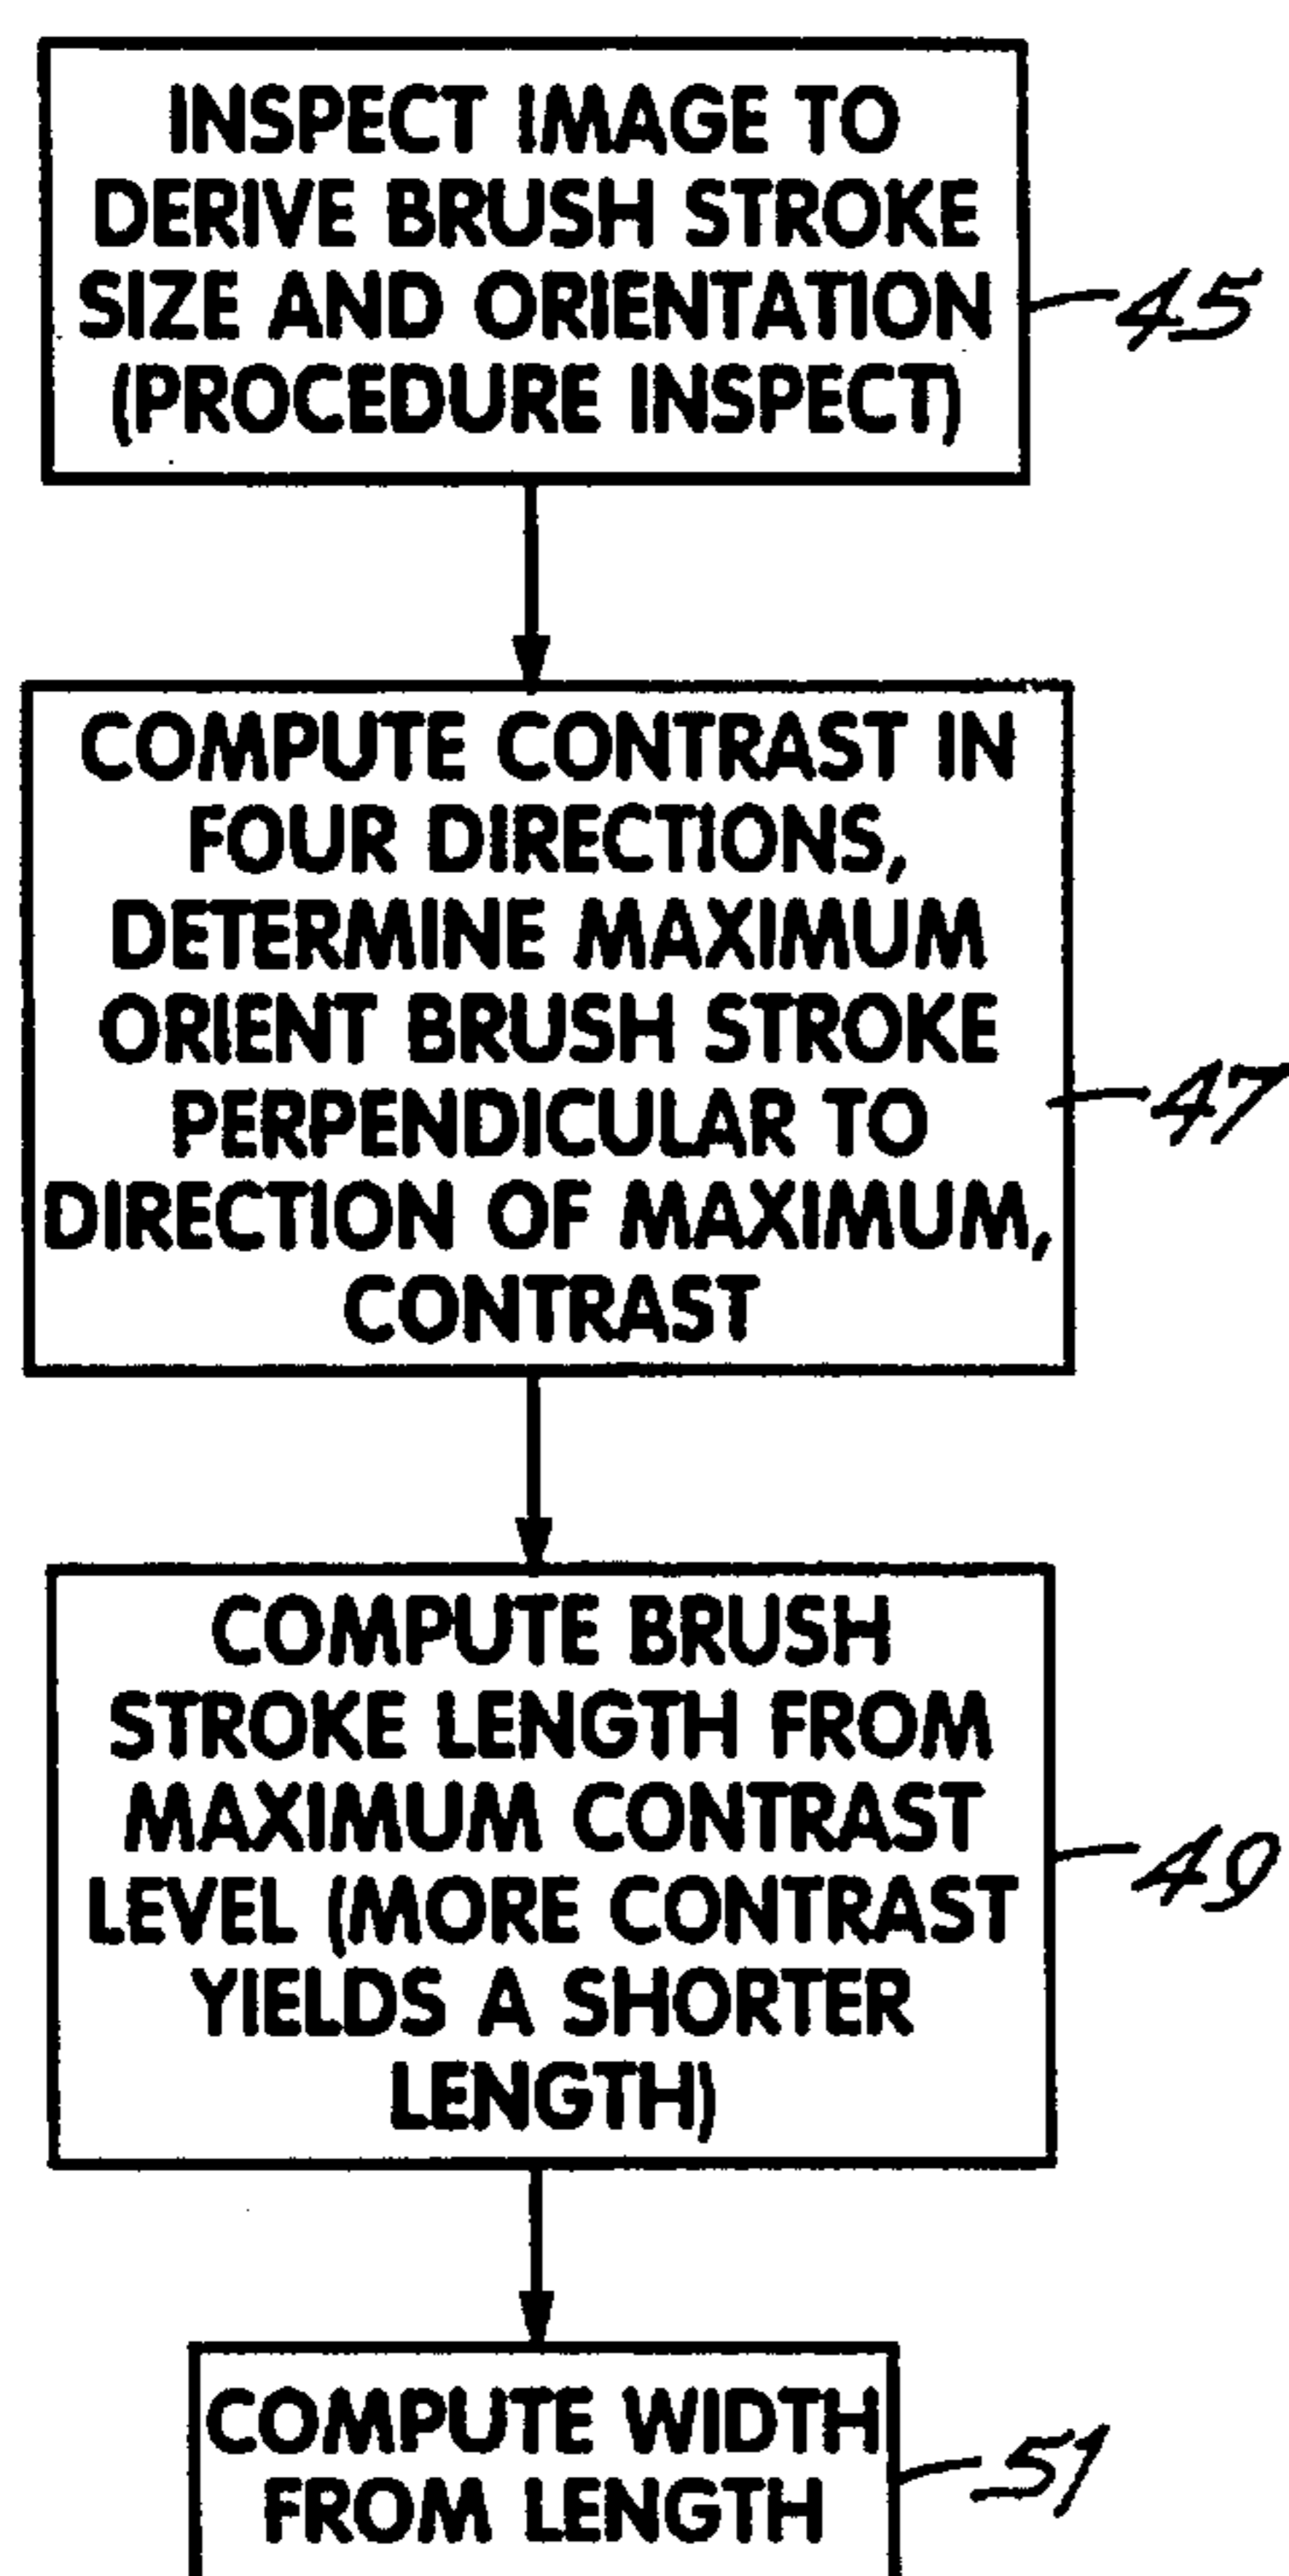 INSPECT IMAGE TO
DERIVE BRUSH STROKE
SIZE AND ORIENTATION
(PROCEDURE INSPECT)
45
COMPUTE CONTRAST IN
FOUR DIRECTIONS,
DETERMINE MAXIMUM
ORIENT BRUSH STROKE
PERPENDICULAR TO
DIRECTION OF MAXIMUM,
CONTRAST
47
COMPUTE BRUSH
STROKE LENGTH FROM
MAXIMUM CONTRAST
LEVEL (MORE CONTRAST
YIELDS A SHORTER
LENGTH)
49
COMPUTE WIDTH
FROM LENGTH
51